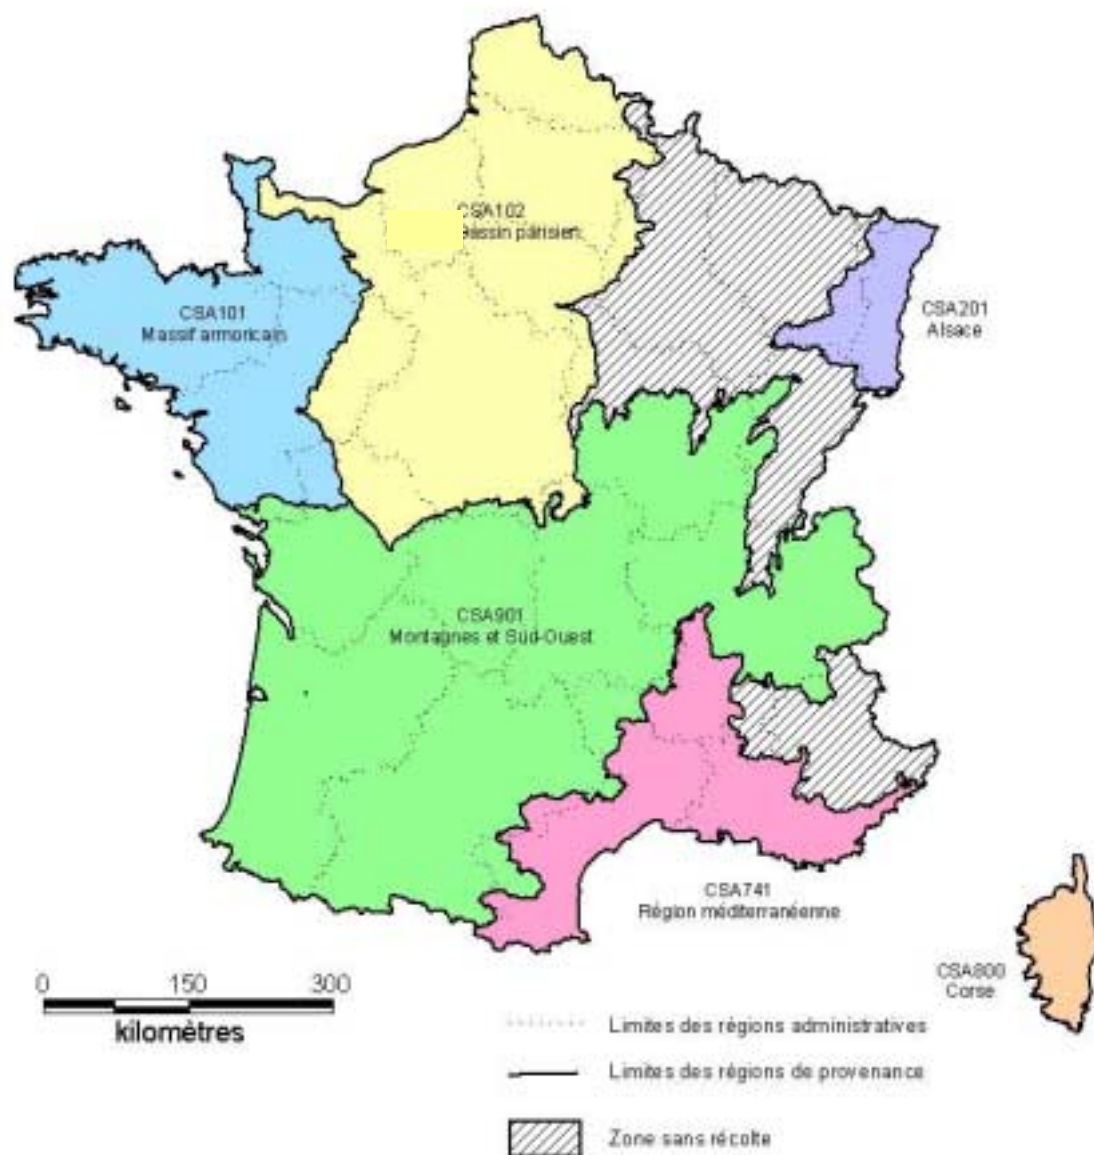 CSA102
Bassin parisien
CSA101
Massif armoricain
CSA201
Alsace
CSA901
Montagnes et Sud-Ouest
CSA741
Région méditerranéenne
CSA800
Corse
0 150 300
kilomètres
Limites des régions administratives
Limites des régions de provenance
Zone sans récolte